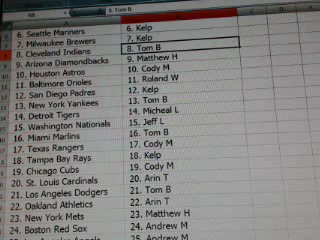 8. Tom B
6. Seattle Mariners 6. Kelp
7. Milwaukee Brewers 7. Kelp
8. Cleveland Indians 8. Tom B
9. Arizona Diamondbacks 9. Matthew H
10. Houston Astros 10. Cody M
11. Baltimore Orioles 11. Roland W
12. San Diego Padres 12. Kelp
13. New York Yankees 13. Tom B
14. Detroit Tigers 14. Micheal L
15. Washington Nationals 15. Jeff L
16. Miami Marlins 16. Tom B
17. Texas Rangers 17. Cody M
18. Tampa Bay Rays 18. Kelp
19. Chicago Cubs 19. Cody M
20. St. Louis Cardinals 20. Arin T
21. Los Angeles Dodgers 21. Tom B
22. Oakland Athletics 22. Arin T
23. New York Mets 23. Matthew H
24. Boston Red Sox 24. Andrew M
25. Andrew M